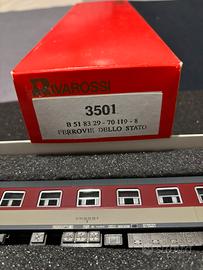 RIVAROSSI
3501
B 51 83 29 - 70 119 - 8
FERROVIE DELLO STATO